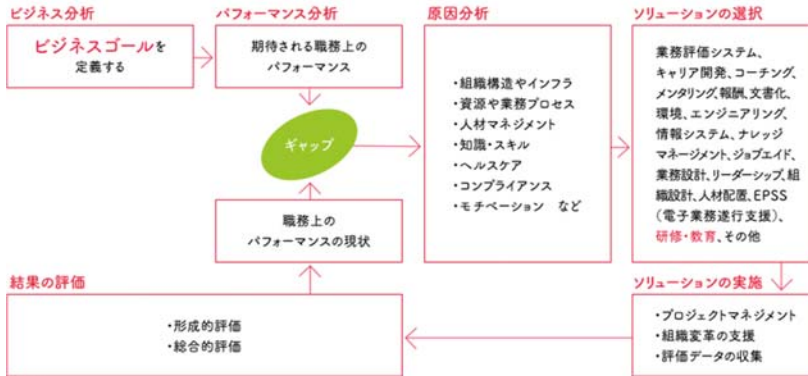 ビジネス分析
ビジネスゴールを
定義する
パフォーマンス分析
期待される職務上の
パフォーマンス
ギャップ
職務上の
パフォーマンスの現状
原因分析
・組織構造やインフラ
・資源や業務プロセス
・人材マネジメント
・知識・スキル
・ヘルスケア
・コンプライアンス
・モチベーション など
ソリューションの選択
業務評価システム、
キャリア開発、コーチング、
メンタリング、報酬、文書化、
環境、エンジニアリング、
情報システム、ナレッジ
マネージメント、ジョブエイド、
業務設計、リーダーシップ、組
織設計、人材配置、EPSS
（電子業務遂行支援）、
研修・教育、その他
ソリューションの実施
・プロジェクトマネジメント
・組織変革の支援
・評価データの収集
結果の評価
・形成的評価
・総合的評価